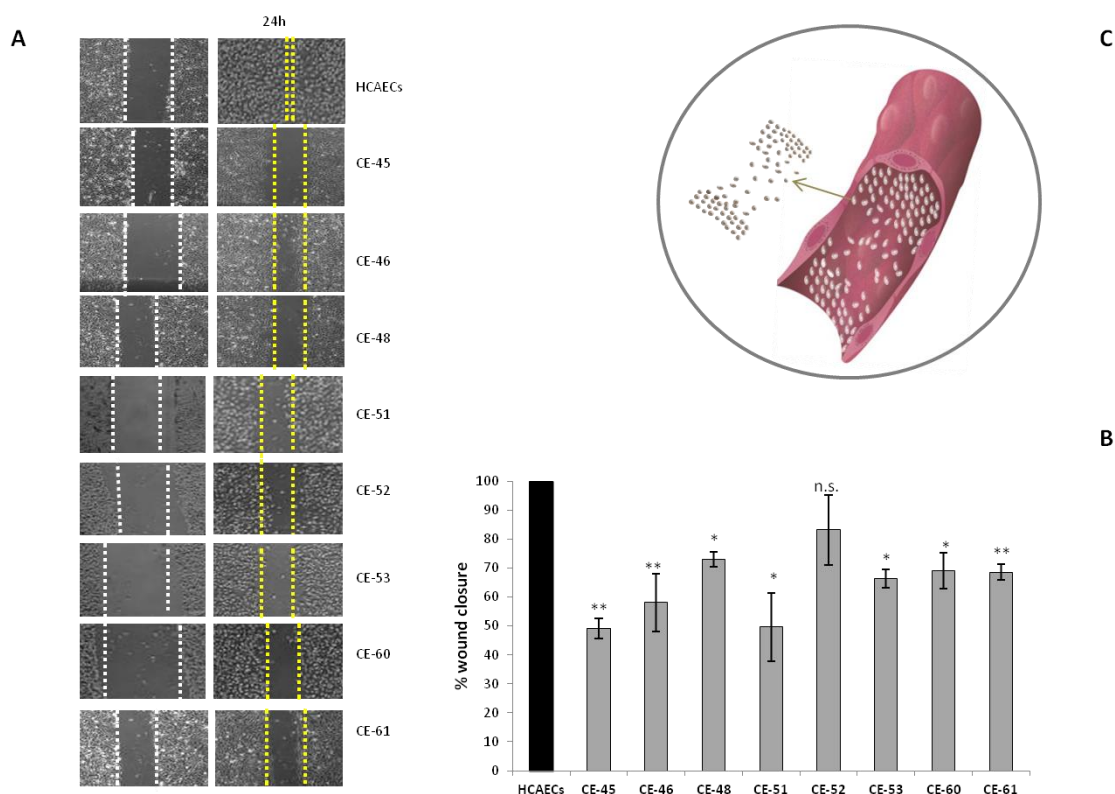 A
24h
HCAECs
CE-45
CE-46
CE-48
CE-51
CE-52
CE-53
CE-60
CE-61
C
B
% wound closure
100
90
80
70
60
50
40
30
20
10
0
**
**
*
*
n.s.
*
*
**
HCAECs CE-45 CE-46 CE-48 CE-51 CE-52 CE-53 CE-60 CE-61